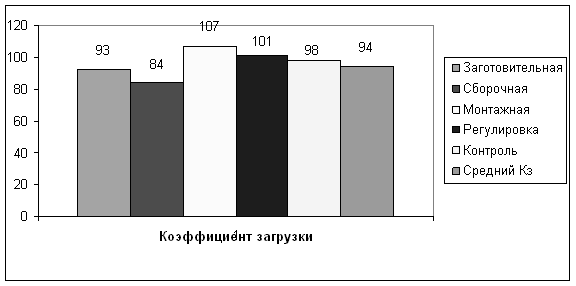 120
100
80
60
40
20
0
93
84
107
101
98
94
1
Коэффициент загрузки
Заготовительная
Сборочная
Монтажная
Регулировка
Контроль
Средний Кз